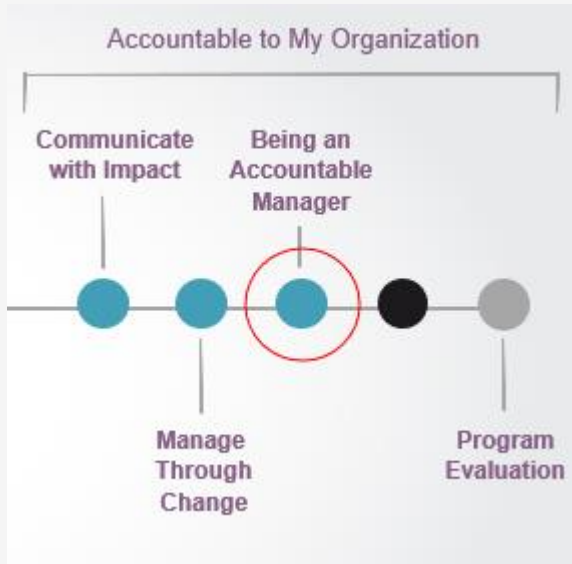 Accountable to My Organization
Communicate
with Impact
Being an
Accountable
Manager
Manage
Through
Change
Program
Evaluation